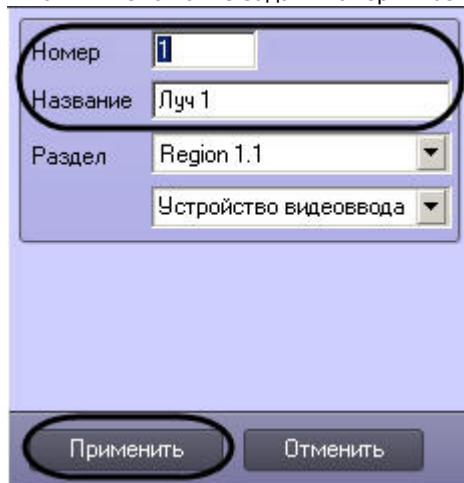 Номер 1
Название Луч 1
Раздел Region 1.1
Устройство видеоввода
Применить Отменить